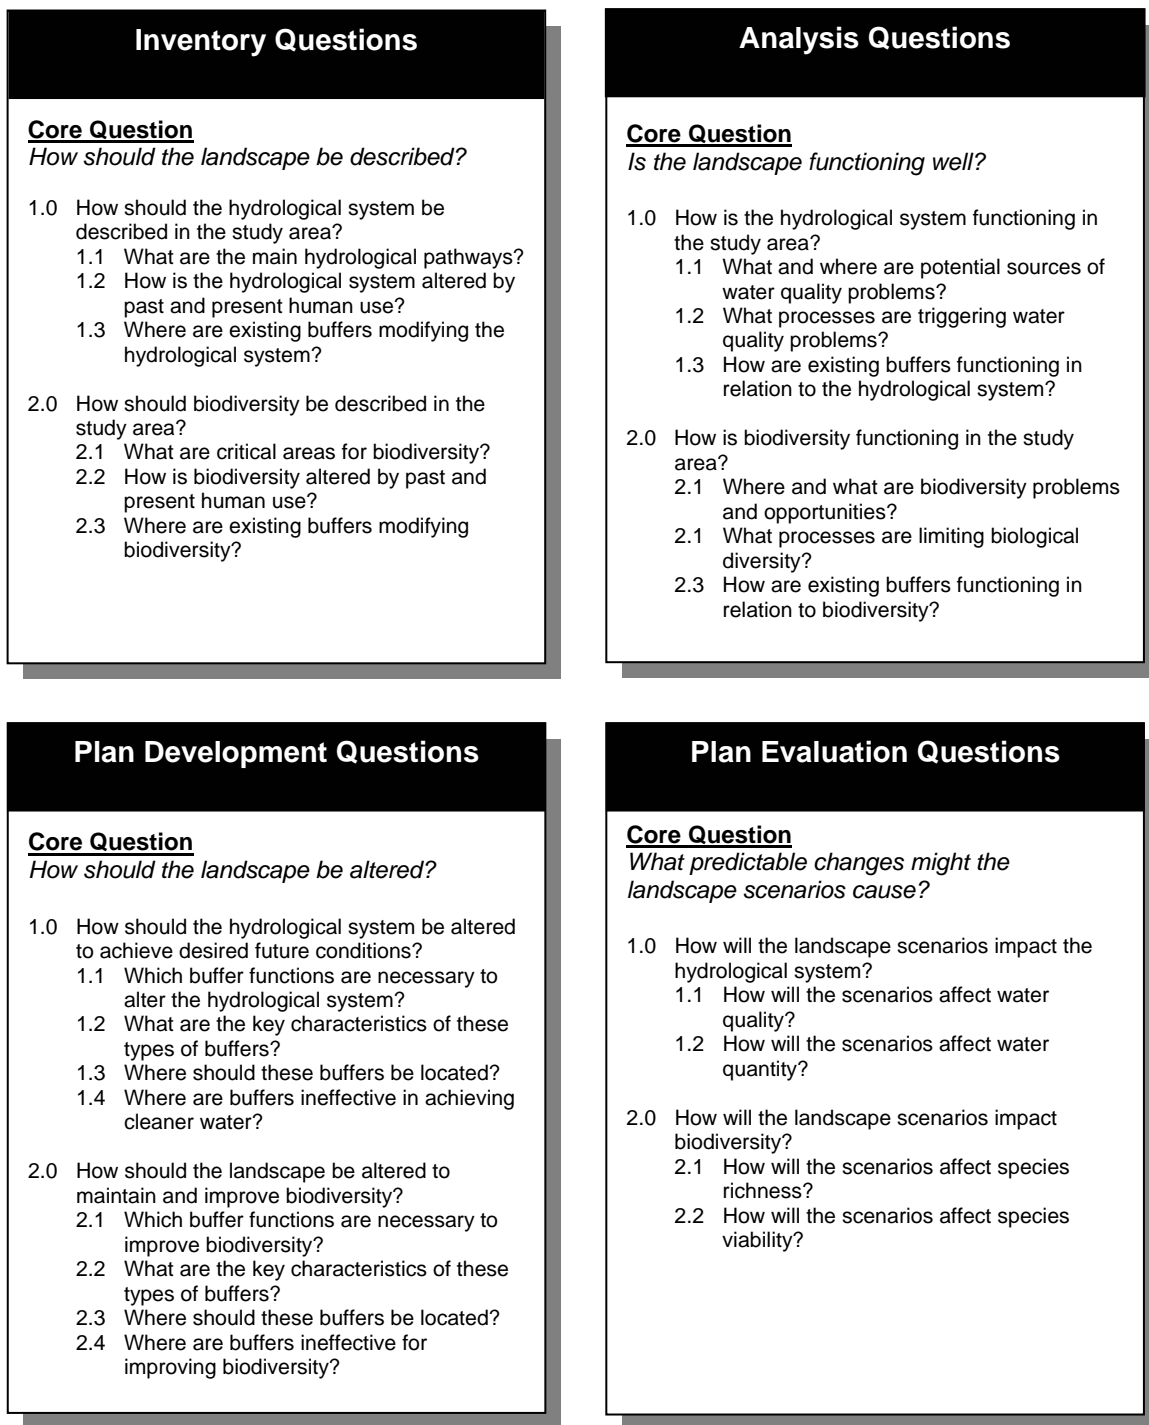 Inventory Questions
Core Question
How should the landscape be described?
1.0 How should the hydrological system be
described in the study area?
1.1 What are the main hydrological pathways?
1.2 How is the hydrological system altered by
past and present human use?
1.3 Where are existing buffers modifying the
hydrological system?
2.0 How should biodiversity be described in the
study area?
2.1 What are critical areas for biodiversity?
2.2 How is biodiversity altered by past and
present human use?
2.3 Where are existing buffers modifying
biodiversity?
Analysis Questions
Core Question
Is the landscape functioning well?
1.0 How is the hydrological system functioning in
the study area?
1.1 What and where are potential sources of
water quality problems?
1.2 What processes are triggering water
quality problems?
1.3 How are existing buffers functioning in
relation to the hydrological system?
2.0 How is biodiversity functioning in the study
area?
2.1 Where and what are biodiversity problems
and opportunities?
2.1 What processes are limiting biological
diversity?
2.3 How are existing buffers functioning in
relation to biodiversity?
Plan Development Questions
Core Question
How should the landscape be altered?
1.0 How should the hydrological system be altered
to achieve desired future conditions?
1.1 Which buffer functions are necessary to
alter the hydrological system?
1.2 What are the key characteristics of these
types of buffers?
1.3 Where should these buffers be located?
1.4 Where are buffers ineffective in achieving
cleaner water?
2.0 How should the landscape be altered to
maintain and improve biodiversity?
2.1 Which buffer functions are necessary to
improve biodiversity?
2.2 What are the key characteristics of these
types of buffers?
2.3 Where should these buffers be located?
2.4 Where are buffers ineffective for
improving biodiversity?
Plan Evaluation Questions
Core Question
What predictable changes might the
landscape scenarios cause?
1.0 How will the landscape scenarios impact the
hydrological system?
1.1 How will the scenarios affect water
quality?
1.2 How will the scenarios affect water
quantity?
2.0 How will the landscape scenarios impact
biodiversity?
2.1 How will the scenarios affect species
richness?
2.2 How will the scenarios affect species
viability?